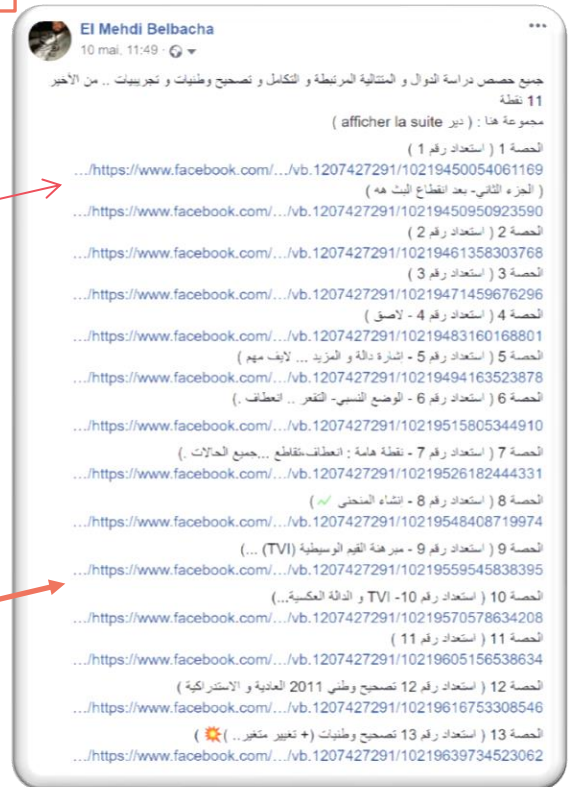 El Mehdi Belbacha
10 mai, 11:49
جميع حصص دراسة الدوال و المتتالية المرتبطة و التكامل و تصحيح وطنيات و تجريبيات .. من الأخير
11 نقطة
مجموعة هنا : ( دير afficher la suite )
الحصة 1 ( استعداد رقم 1 )
https://www.facebook.com/…/vb.1207427291/10219450054061169/…
( الجزء الثاني- بعد انقطاع البث هه )
https://www.facebook.com/…/vb.1207427291/10219450950923590/…
الحصة 2 ( استعداد رقم 2 )
https://www.facebook.com/…/vb.1207427291/10219461358303768/…
الحصة 3 ( استعداد رقم 3 )
https://www.facebook.com/…/vb.1207427291/10219471459676296/…
الحصة 4 ( استعداد رقم 4 - لاصق )
https://www.facebook.com/…/vb.1207427291/10219483160168801/…
الحصة 5 ( استعداد رقم 5 - إشارة دالة و المزيد ... لايف مهم )
https://www.facebook.com/…/vb.1207427291/10219494163523878/…
الحصة 6 ( استعداد رقم 6 - الوضع النسبي- التقعر .. انعطاف .)
https://www.facebook.com/…/vb.1207427291/10219515805344910/…
الحصة 7 ( استعداد رقم 7 - نقطة هامة : انعطاف،تقاطع ...جميع الحالات .)
https://www.facebook.com/…/vb.1207427291/10219526182444331/…
الحصة 8 ( استعداد رقم 8 - إنشاء المنحنى )
https://www.facebook.com/…/vb.1207427291/10219548408719974/…
الحصة 9 ( استعداد رقم 9 - مبرهنة القيم الوسيطية (TVI) ...)
https://www.facebook.com/…/vb.1207427291/10219559545838395/…
الحصة 10 ( استعداد رقم 10- TVI و الدالة العكسية...)
https://www.facebook.com/…/vb.1207427291/10219570578634208/…
الحصة 11 ( استعداد رقم 11 )
https://www.facebook.com/…/vb.1207427291/10219605156538634/…
الحصة 12 ( استعداد رقم 12 تصحيح وطني 2011 العادية و الاستدراكية )
https://www.facebook.com/…/vb.1207427291/10219616753308546/…
الحصة 13 ( استعداد رقم 13 تصحيح وطنيات (+ تغيير متغير.. ) )
https://www.facebook.com/…/vb.1207427291/10219639734523062/…